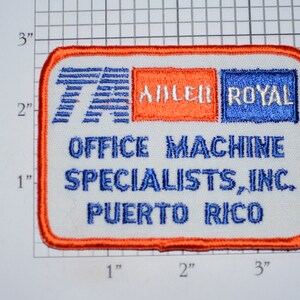 3"
2"
1"
TA ADLER ROYAL
OFFICE MACHINE
SPECIALISTS, INC.
PUERTO RICO
1" 2" 3"